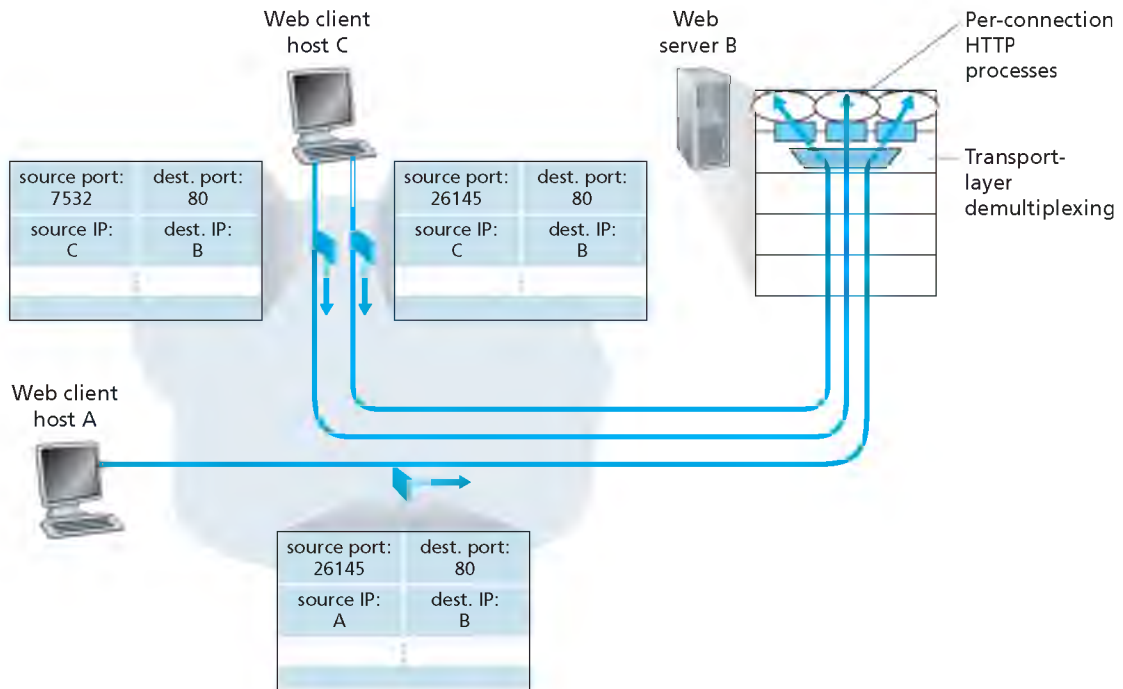 Web client
host C
Web
server B
Per-connection
HTTP
processes
Transport-
layer
demultiplexing
source port:
7532
dest. port:
80
source IP:
C
dest. IP:
B
source port:
26145
dest. port:
80
source IP:
C
dest. IP:
B
Web client
host A
source port:
26145
dest. port:
80
source IP:
A
dest. IP:
B